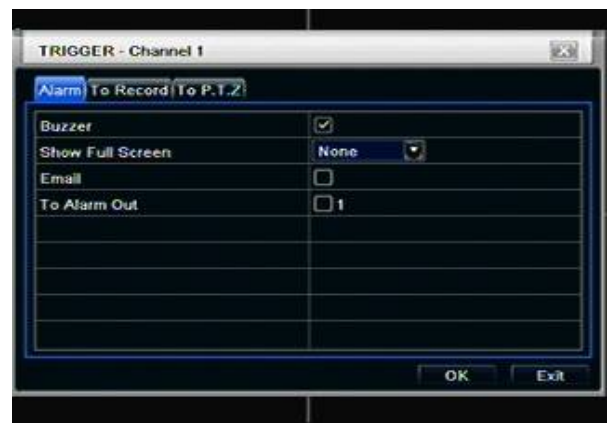 TRIGGER - Channel 1
Alarm To Record To P.T.Z
Buzzer
Show Full Screen None
Email
To Alarm Out 1
OK Exit